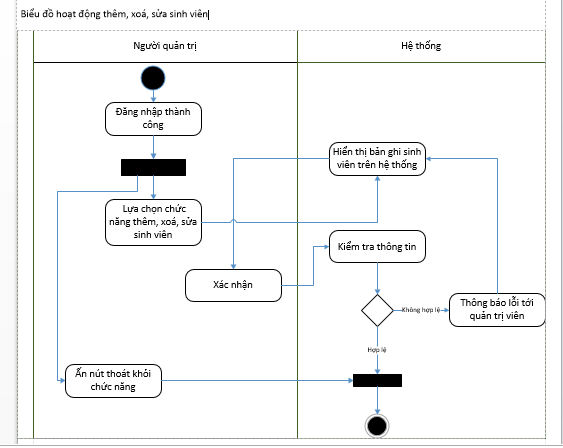 Biểu đồ hoạt động thêm, xoá, sửa sinh viên
Người quản trị
Hệ thống
Đăng nhập thành
công
Hiển thị bản ghi sinh
viên trên hệ thống
Lựa chọn chức
năng thêm, xoá, sửa
sinh viên
Kiểm tra thông tin
Xác nhận
Không hợp lệ
Thông báo lỗi tới
quản trị viên
Hợp lệ
Ấn nút thoát khỏi
chức năng